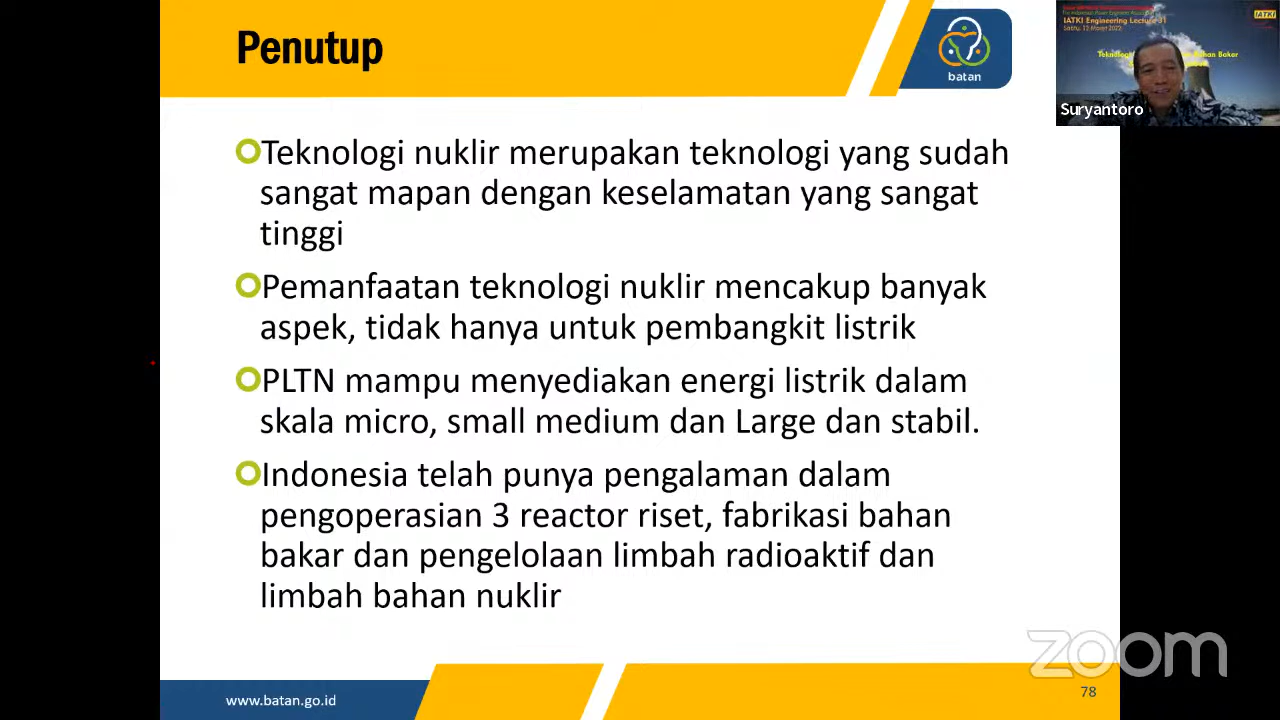 Penutup
batan
IATKI Engineering Lecture 31
IATKI
Suryantoro
Teknologi nuklir merupakan teknologi yang sudah
sangat mapan dengan keselamatan yang sangat
tinggi
Pemanfaatan teknologi nuklir mencakup banyak
aspek, tidak hanya untuk pembangkit listrik
PLTN mampu menyediakan energi listrik dalam
skala micro, small medium dan Large dan stabil.
Indonesia telah punya pengalaman dalam
pengoperasian 3 reactor riset, fabrikasi bahan
bakar dan pengelolaan limbah radioaktif dan
limbah bahan nuklir
zoom
www.batan.go.id
78